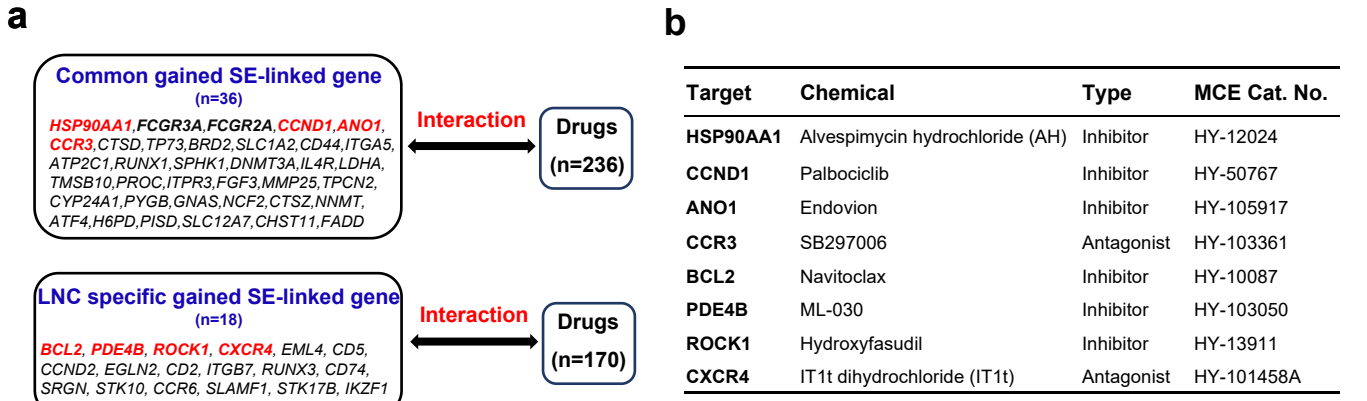 a
Common gained SE-linked gene
(n=36)
HSP90AA1,FCGR3A,FCGR2A,CCND1,ANO1,
CCR3,CTSD,TP73,BRD2,SLC1A2,CD44,ITGA5,
ATP2C1,RUNX1,SPHK1,DNMT3A,IL4R,LDHA,
TMSB10,PROC,ITPR3,FGF3,MMP25,TPCN2,
CYP24A1,PYGB,GNAS,NCF2,CTSZ,NNMT,
ATF4,H6PD,PISD,SLC12A7,CHST11,FADD
Interaction
Drugs
(n=236)
LNC specific gained SE-linked gene
(n=18)
BCL2, PDE4B, ROCK1, CXCR4, EML4, CD5,
CCND2, EGLN2, CD2, ITGB7, RUNX3, CD74,
SRGN, STK10, CCR6, SLAMF1, STK17B, IKZF1
Interaction
Drugs
(n=170)
b
Target Chemical Type MCE Cat. No.
HSP90AA1 Alvespimycin hydrochloride (AH) Inhibitor HY-12024
CCND1 Palbociclib Inhibitor HY-50767
ANO1 Endovion Inhibitor HY-105917
CCR3 SB297006 Antagonist HY-103361
BCL2 Navitoclax Inhibitor HY-10087
PDE4B ML-030 Inhibitor HY-103050
ROCK1 Hydroxyfasudil Inhibitor HY-13911
CXCR4 IT1t dihydrochloride (IT1t) Antagonist HY-101458A